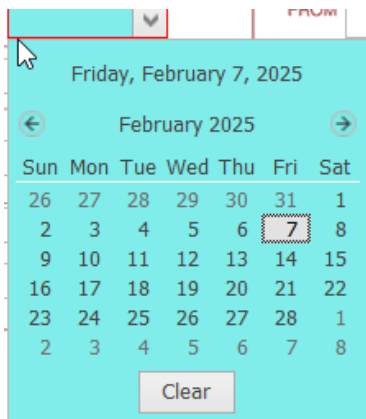 FROM
Friday, February 7, 2025
February 2025
Sun Mon Tue Wed Thu Fri Sat
26 27 28 29 30 31 1
2 3 4 5 6 7 8
9 10 11 12 13 14 15
16 17 18 19 20 21 22
23 24 25 26 27 28 1
2 3 4 5 6 7 8
Clear